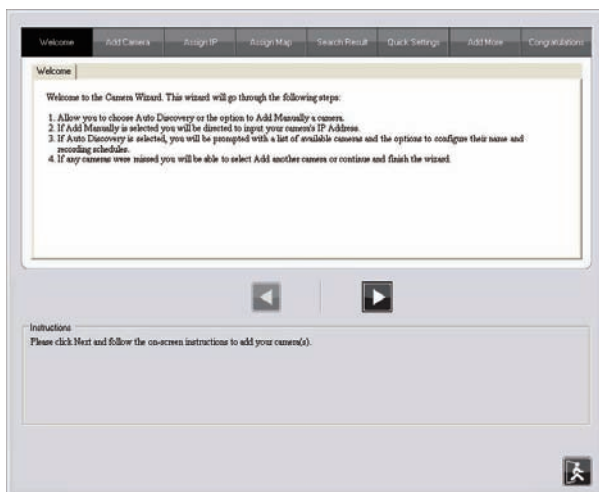 Welcome Add Camera Assign IP Assign Map Search Result Quick Settings Add More Congratulations
Welcome
Welcome to the Camera Wizard. This wizard will go through the following steps:
1. Allow you to choose Auto Discovery or the option to Add Manually a camera.
2. If Add Manually is selected you will be directed to input your camera's IP Address.
3. If Auto Discovery is selected, you will be prompted with a list of available cameras and the options to configure their name and
recording schedules.
4. If any cameras were missed you will be able to select Add another camera or continue and finish the wizard.
Instructions
Please click Next and follow the on-screen instructions to add your camera(s).